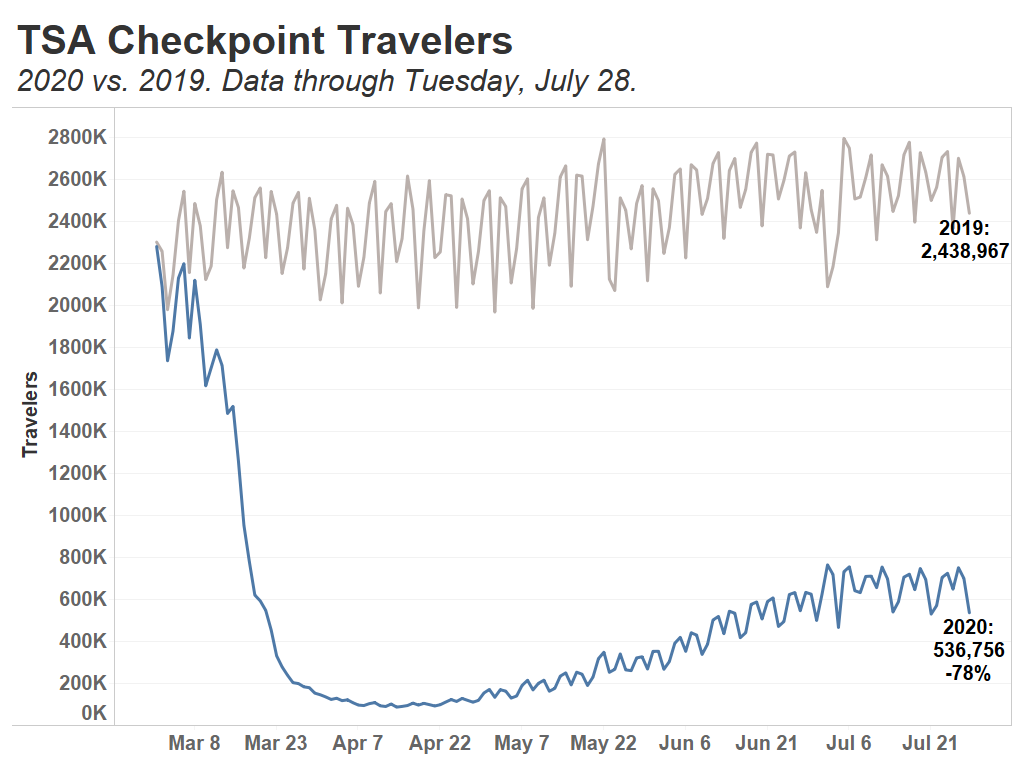 TSA Checkpoint Travelers
2020 vs. 2019. Data through Tuesday, July 28.
Travelers
2800K
2600K
2400K
2200K
2000K
1800K
1600K
1400K
1200K
1000K
800K
600K
400K
200K
0K
2019:
2,438,967
2020:
536,756
-78%
Mar 8 Mar 23 Apr 7 Apr 22 May 7 May 22 Jun 6 Jun 21 Jul 6 Jul 21